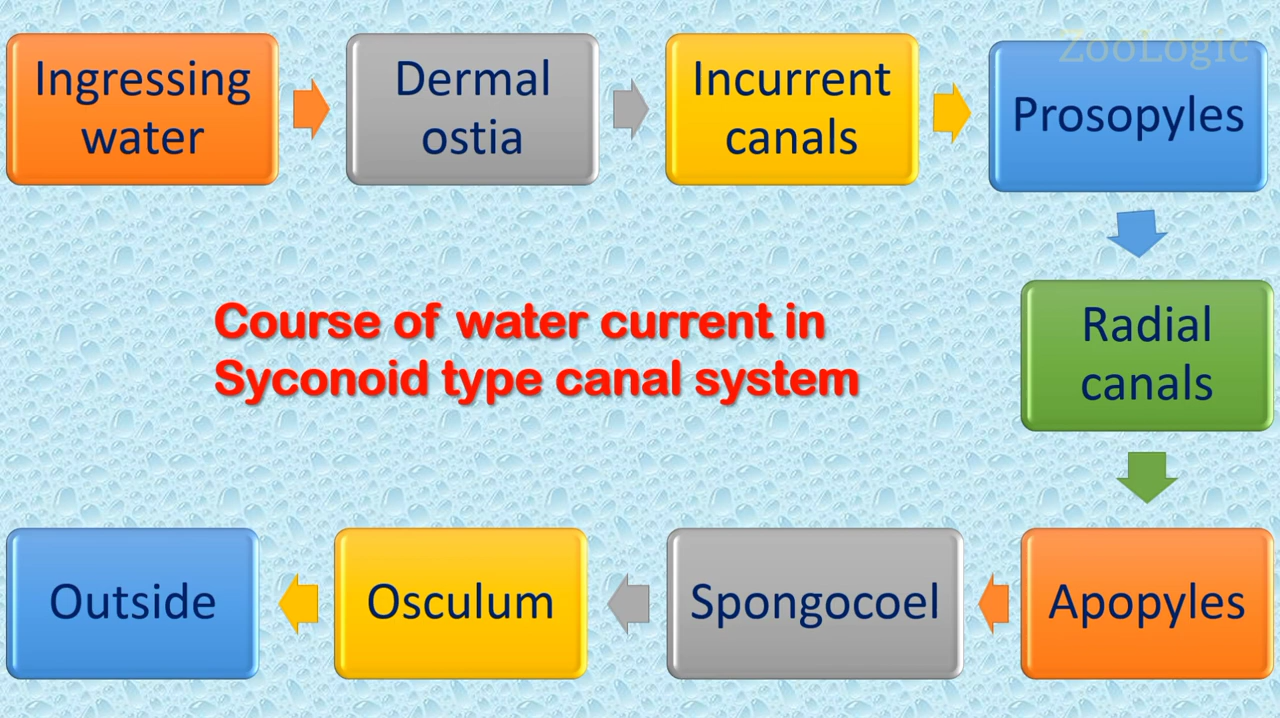 ZooLogic
Ingressing
water
Dermal
ostia
Incurrent
canals
Prosopyles
Radial
canals
Course of water current in
Syconoid type canal system
Apopyles
Spongocoel
Osculum
Outside